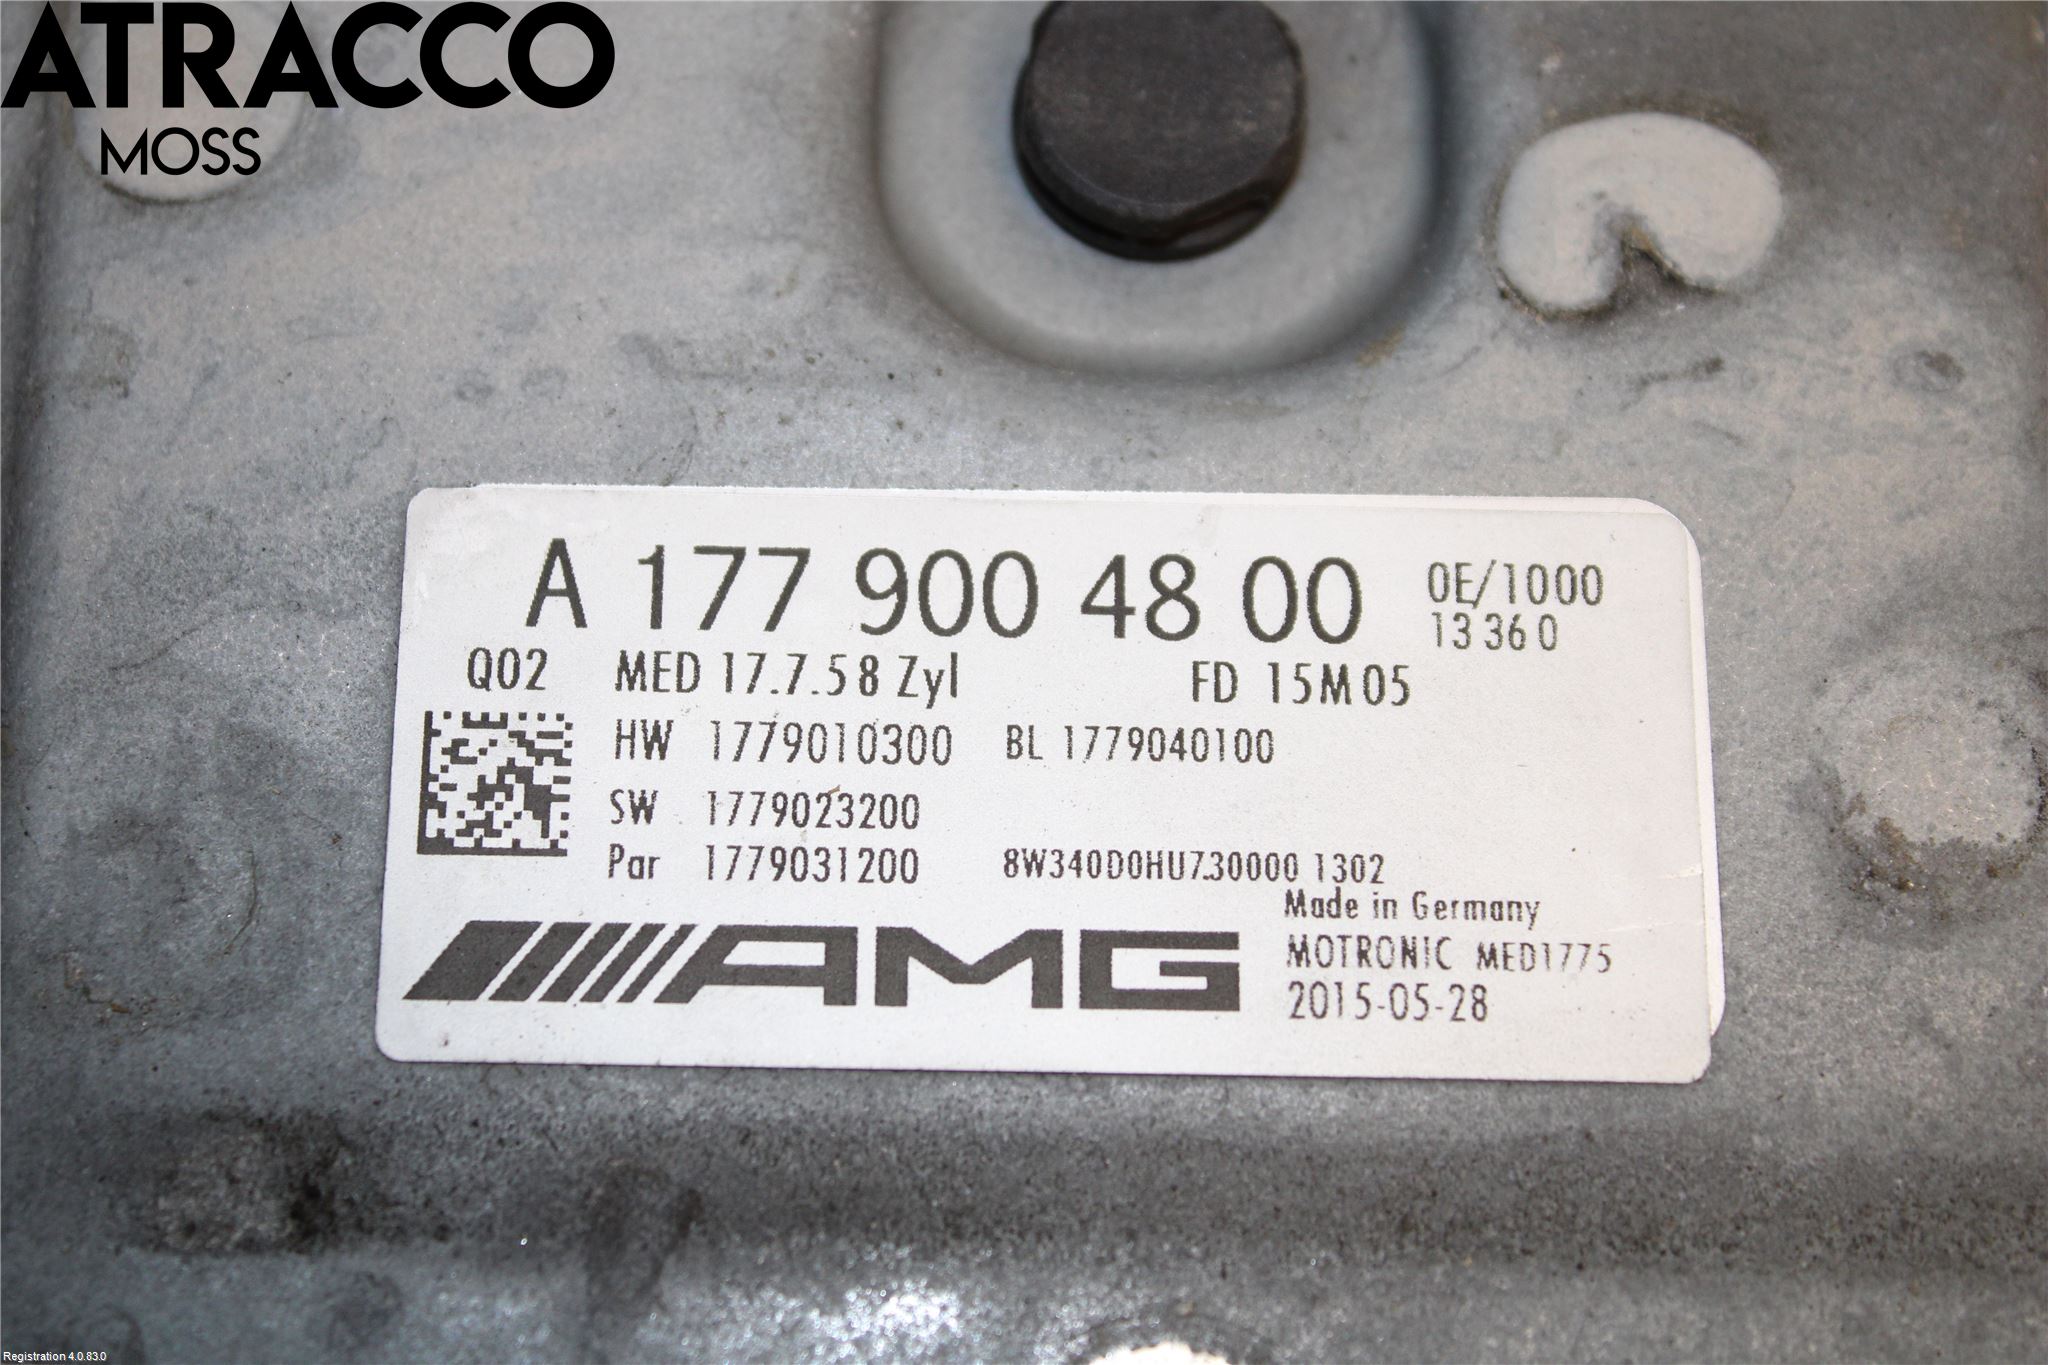 ATRACCO
MOSS
A 177 900 48 00 0E/1000
13 36 0
Q02 MED 17.7.5 8 Zyl FD 15M05
HW 1779010300 BL 1779040100
SW 1779023200
Par 1779031200 8W340D0HU730000 1302
Made in Germany
AMG MOTRONIC MED1775
2015-05-28
Registration 4.0.83.0